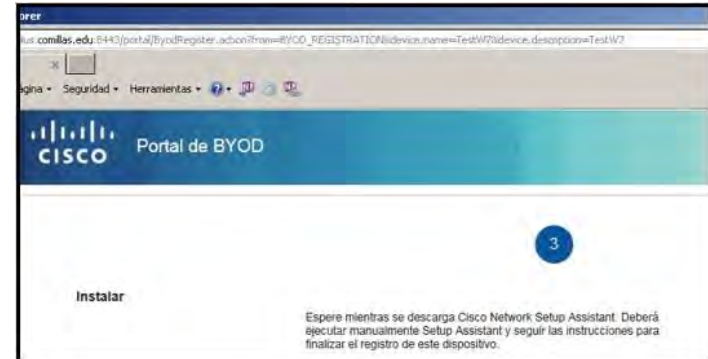 orer
comillas.edu:8443/portal/ByodRegister.action?from=BYOD_REGISTRATION&device.name=TestW7&device.description=TestW7
ágina Seguridad Herramientas
CISCO Portal de BYOD
3
Instalar
Espere mientras se descarga Cisco Network Setup Assistant. Deberá
ejecutar manualmente Setup Assistant y seguir las instrucciones para
finalizar el registro de este dispositivo.